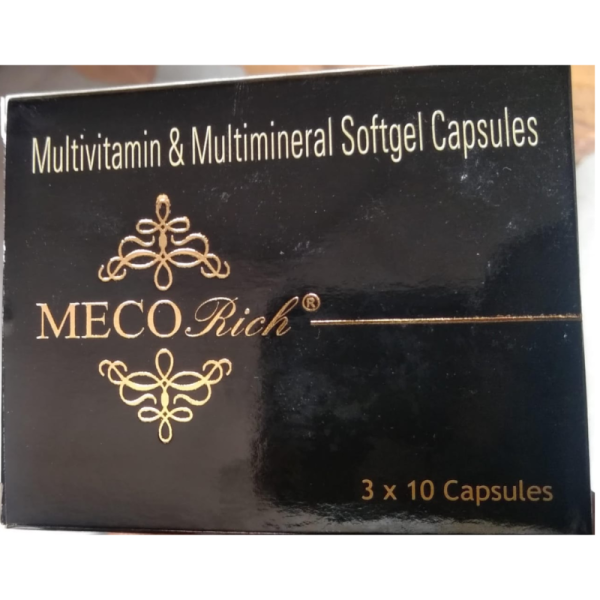 Multivitamin & Multimineral Softgel Capsules
MECO Rich®
3 x 10 Capsules